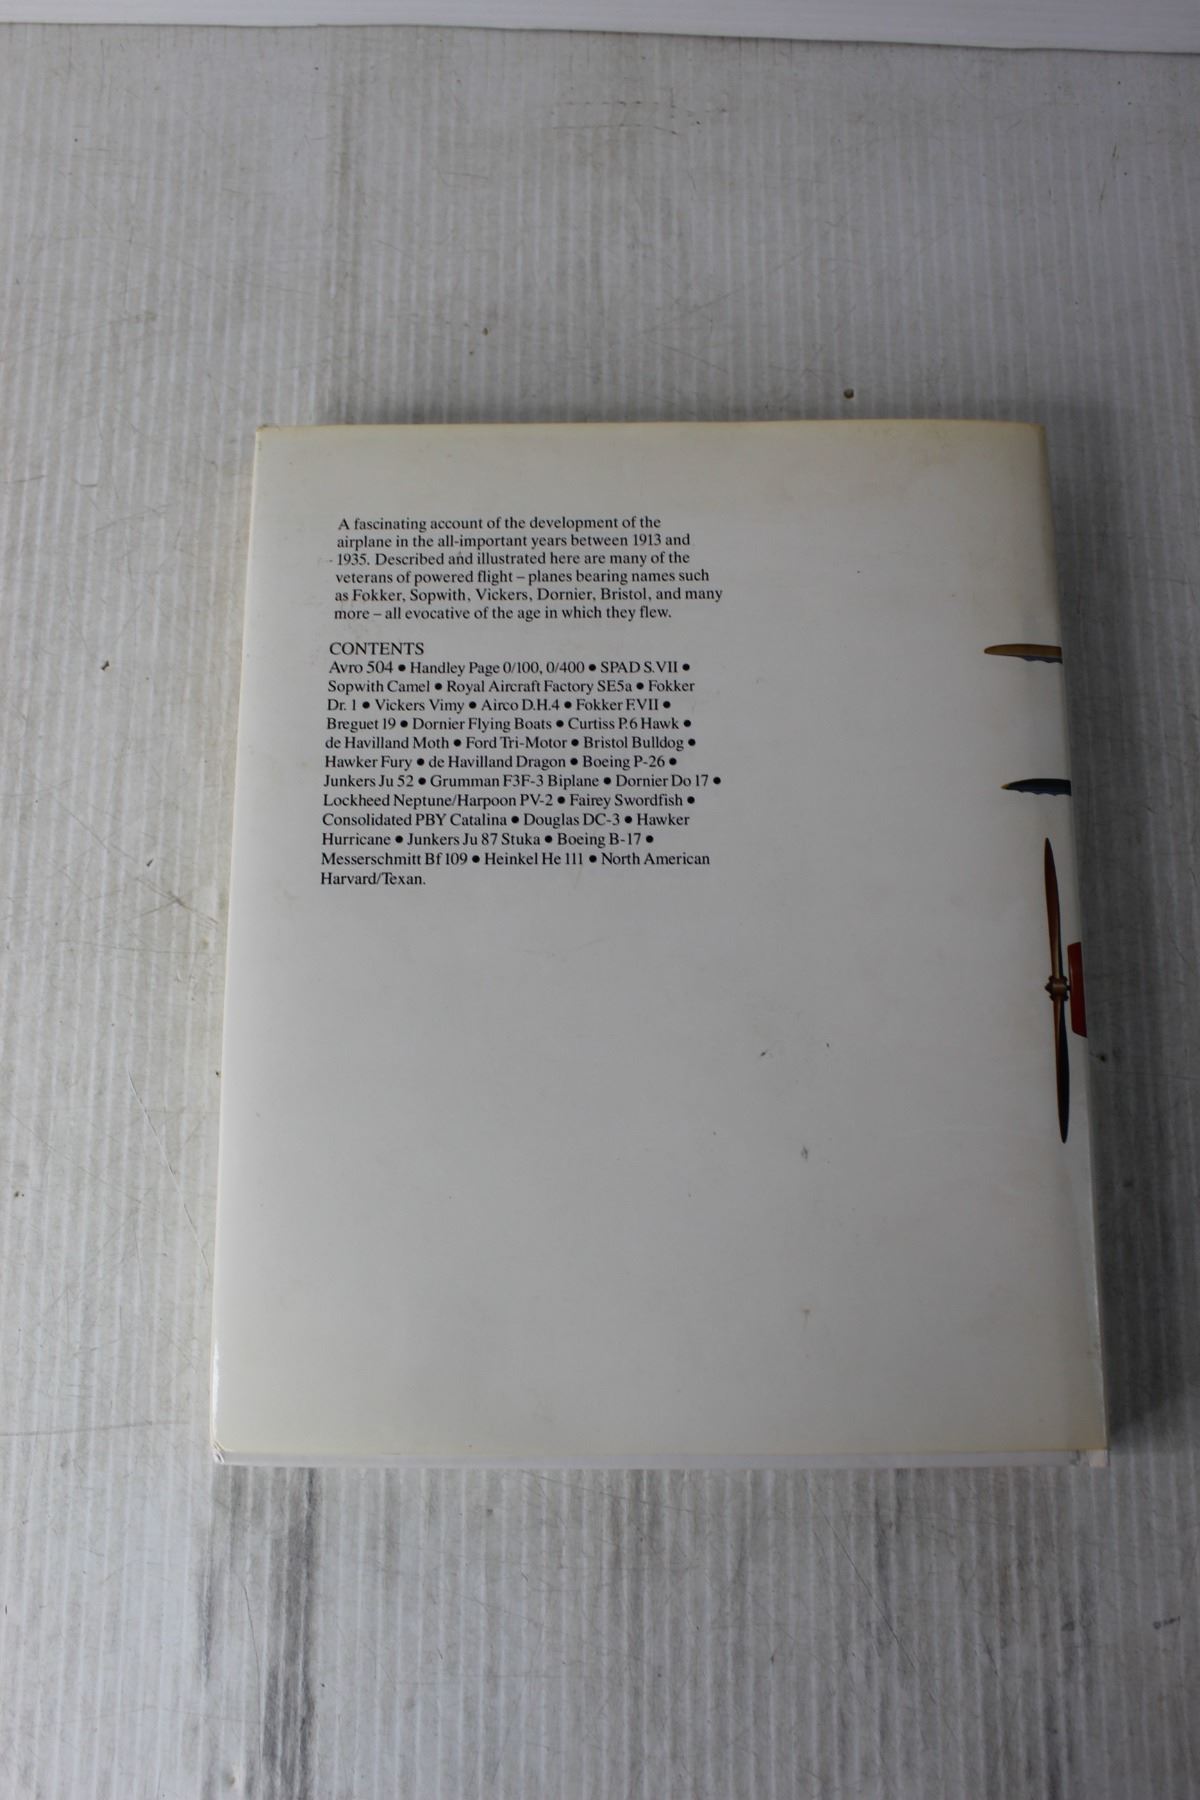 A fascinating account of the development of the
airplane in the all-important years between 1913 and
1935. Described and illustrated here are many of the
veterans of powered flight – planes bearing names such
as Fokker, Sopwith, Vickers, Dornier, Bristol, and many
more – all evocative of the age in which they flew.
CONTENTS
Avro 504 ● Handley Page 0/100, 0/400 ● SPAD S.VII ●
Sopwith Camel ● Royal Aircraft Factory SE5a ● Fokker
Dr. 1 ● Vickers Vimy ● Airco D.H.4 ● Fokker F.VII ●
Breguet 19 ● Dornier Flying Boats ● Curtiss P.6 Hawk ●
de Havilland Moth ● Ford Tri-Motor ● Bristol Bulldog ●
Hawker Fury ● de Havilland Dragon ● Boeing P-26 ●
Junkers Ju 52 ● Grumman F3F-3 Biplane ● Dornier Do 17 ●
Lockheed Neptune/Harpoon PV-2 ● Fairey Swordfish ●
Consolidated PBY Catalina ● Douglas DC-3 ● Hawker
Hurricane ● Junkers Ju 87 Stuka ● Boeing B-17 ●
Messerschmitt Bf 109 ● Heinkel He 111 ● North American
Harvard/Texan.